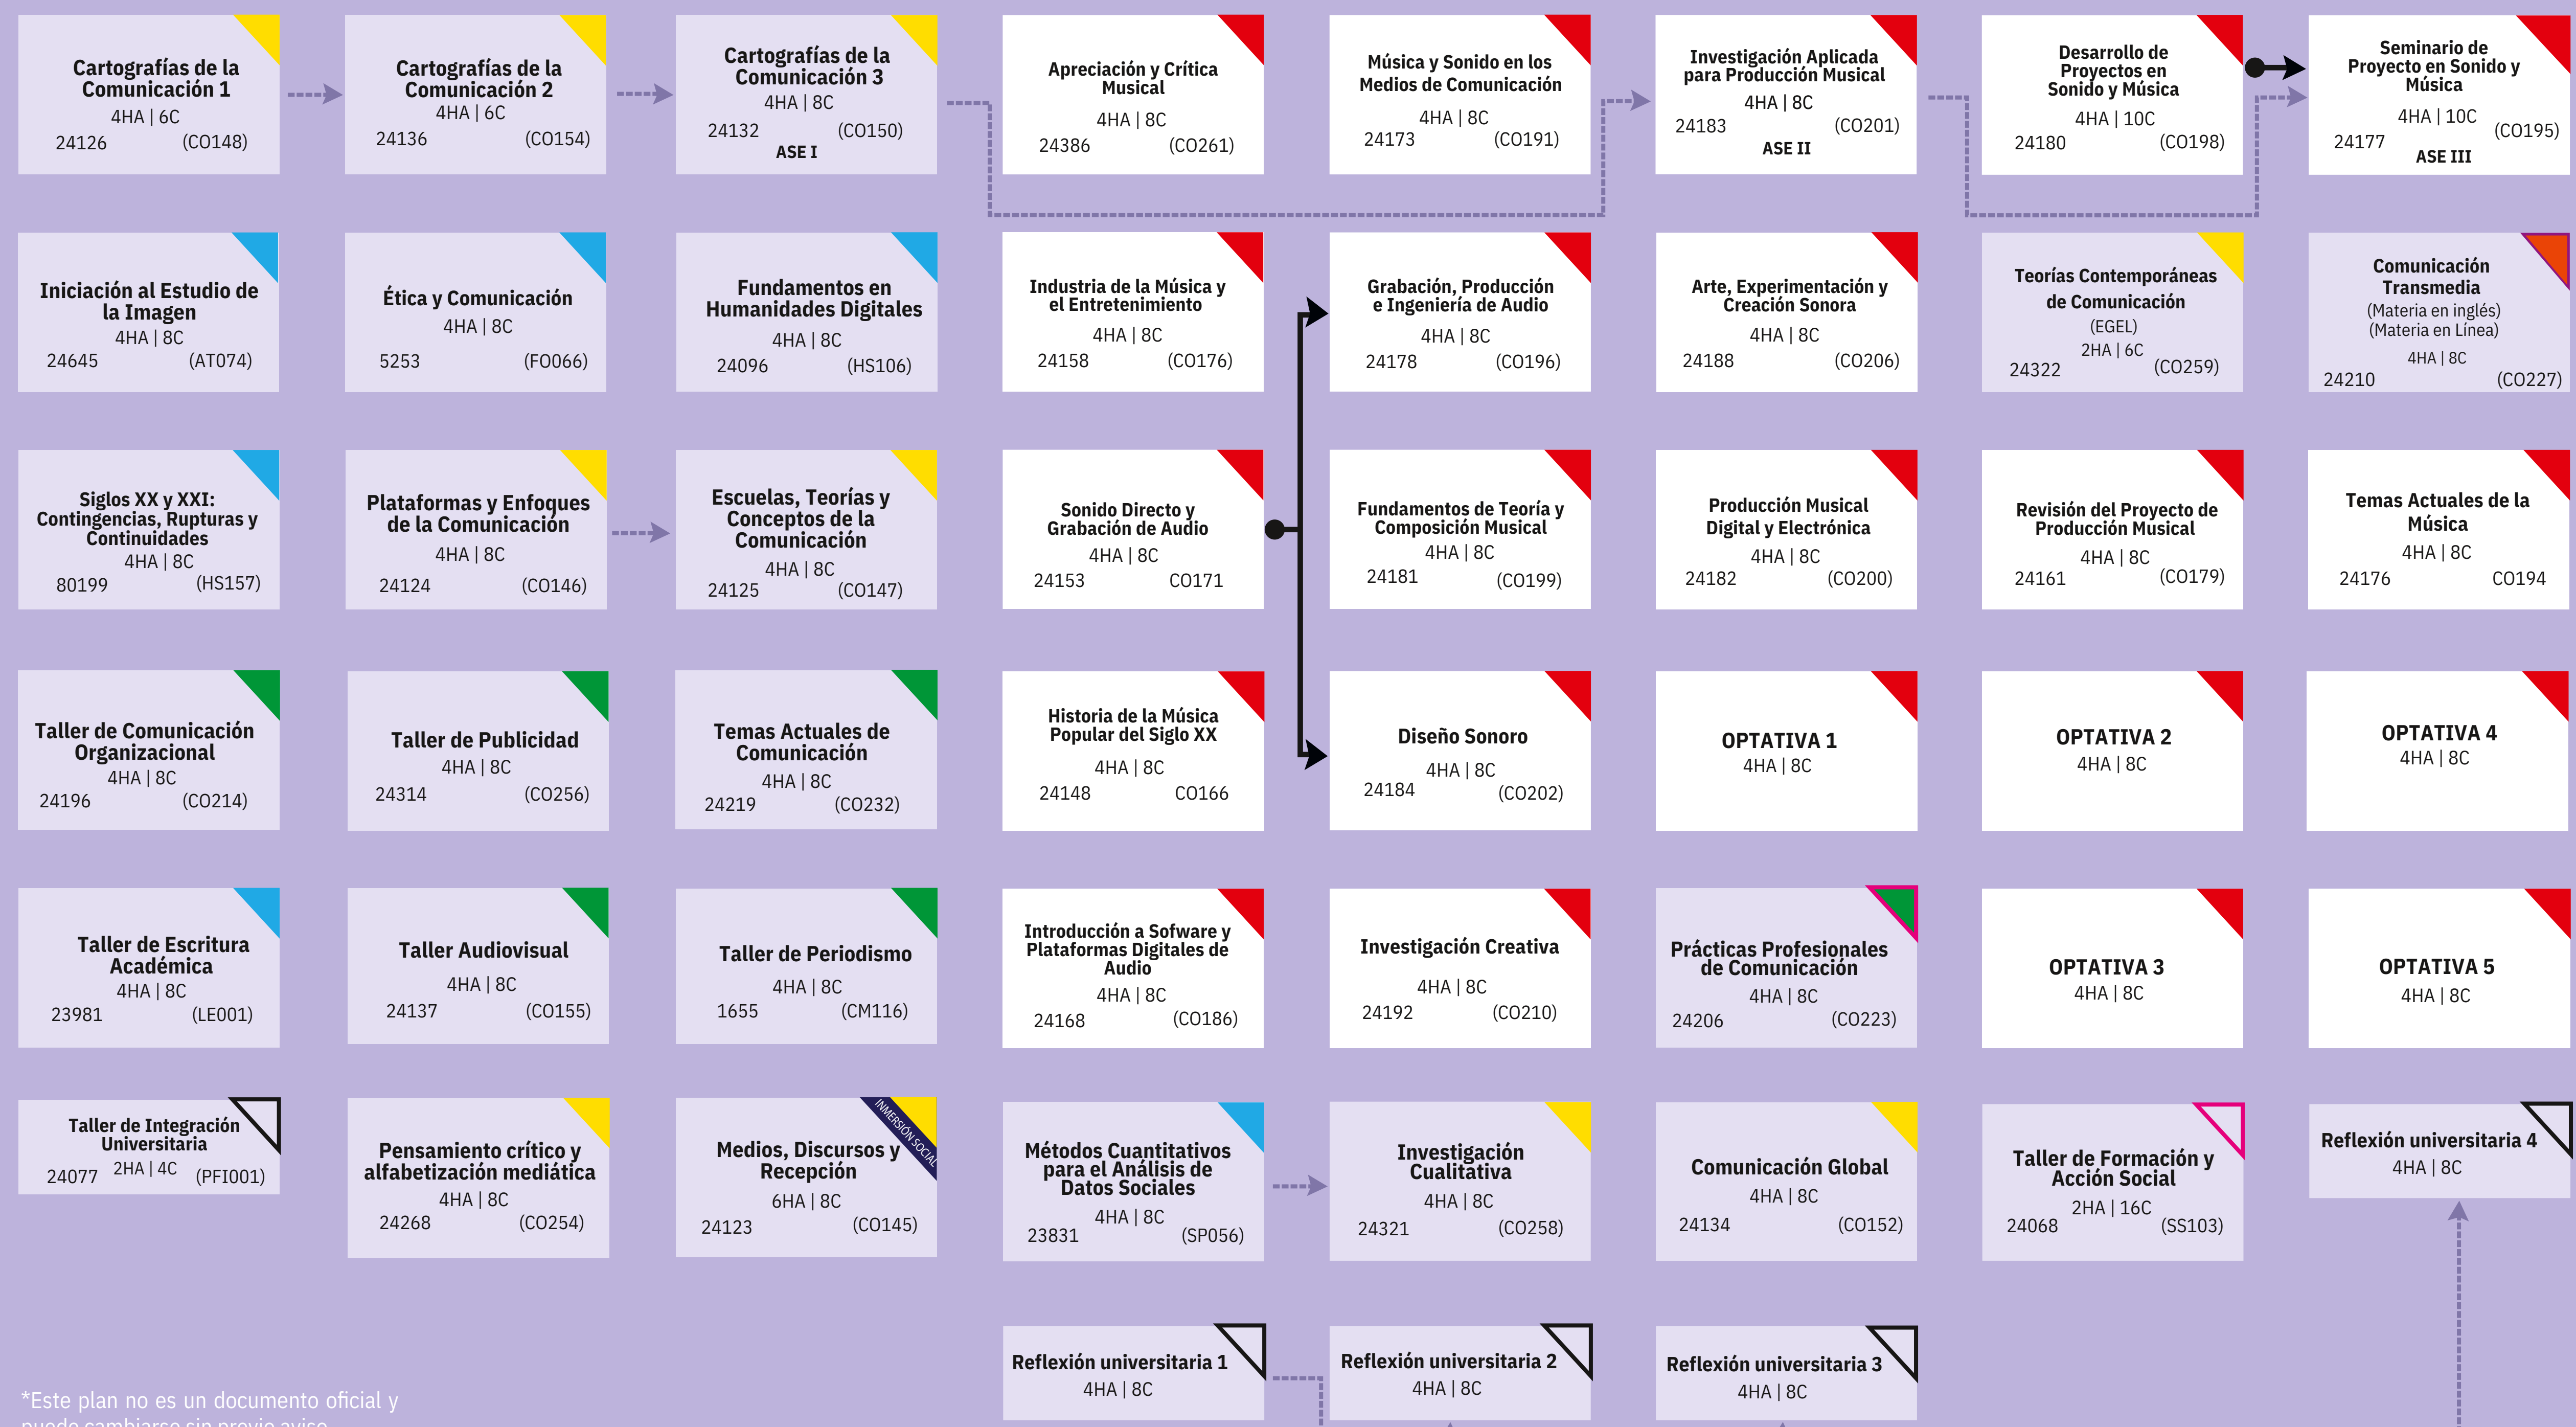 Cartografías de la
Comunicación 1
4HA | 6C
24126 (CO148)
Cartografías de la
Comunicación 2
4HA | 6C
24136 (CO154)
Cartografías de la
Comunicación 3
4HA | 8C
24132 (CO150)
ASE I
Apreciación y Crítica
Musical
4HA | 8C
24386 (CO261)
Música y Sonido en los
Medios de Comunicación
4HA | 8C
24173 (CO191)
Investigación Aplicada
para Producción Musical
4HA | 8C
24183 (CO201)
ASE II
Desarrollo de
Proyectos en
Sonido y Música
4HA | 10C
24180 (CO198)
Seminario de
Proyecto en Sonido y
Música
4HA | 10C
24177 (CO195)
ASE III
Iniciación al Estudio de
la Imagen
4HA | 8C
24645 (AT074)
Ética y Comunicación
4HA | 8C
5253 (FO066)
Fundamentos en
Humanidades Digitales
4HA | 8C
24096 (HS106)
Industria de la Música y
el Entretenimiento
4HA | 8C
24158 (CO176)
Grabación, Producción
e Ingeniería de Audio
4HA | 8C
24178 (CO196)
Arte, Experimentación y
Creación Sonora
4HA | 8C
24188 (CO206)
Teorías Contemporáneas
de Comunicación
(EGEL)
2HA | 6C
24322 (CO259)
Comunicación
Transmedia
(Materia en inglés)
(Materia en Línea)
4HA | 8C
24210 (CO227)
Siglos XX y XXI:
Contingencias, Rupturas y
Continuidades
4HA | 8C
80199 (HS157)
Plataformas y Enfoques
de la Comunicación
4HA | 8C
24124 (CO146)
Escuelas, Teorías y
Conceptos de la
Comunicación
4HA | 8C
24125 (CO147)
Sonido Directo y
Grabación de Audio
4HA | 8C
24153 CO171
Fundamentos de Teoría y
Composición Musical
4HA | 8C
24181 (CO199)
Producción Musical
Digital y Electrónica
4HA | 8C
24182 (CO200)
Revisión del Proyecto de
Producción Musical
4HA | 8C
24161 (CO179)
Temas Actuales de la
Música
4HA | 8C
24176 CO194
Taller de Comunicación
Organizacional
4HA | 8C
24196 (CO214)
Taller de Publicidad
4HA | 8C
24314 (CO256)
Temas Actuales de
Comunicación
4HA | 8C
24219 (CO232)
Historia de la Música
Popular del Siglo XX
4HA | 8C
24148 CO166
Diseño Sonoro
4HA | 8C
24184 (CO202)
OPTATIVA 1
4HA | 8C
OPTATIVA 2
4HA | 8C
OPTATIVA 4
4HA | 8C
Taller de Escritura
Académica
4HA | 8C
23981 (LE001)
Taller Audiovisual
4HA | 8C
24137 (CO155)
Taller de Periodismo
4HA | 8C
1655 (CM116)
Introducción a Sofware y
Plataformas Digitales de
Audio
4HA | 8C
24168 (CO186)
Investigación Creativa
4HA | 8C
24192 (CO210)
Prácticas Profesionales
de Comunicación
4HA | 8C
24206 (CO223)
OPTATIVA 3
4HA | 8C
OPTATIVA 5
4HA | 8C
Taller de Integración
Universitaria
24077 2HA | 4C (PFI001)
Pensamiento crítico y
alfabetización mediática
4HA | 8C
24268 (CO254)
INMERSIÓN SOCIAL
Medios, Discursos y
Recepción
6HA | 8C
24123 (CO145)
Métodos Cuantitativos
para el Análisis de
Datos Sociales
4HA | 8C
23831 (SP056)
Investigación
Cualitativa
4HA | 8C
24321 (CO258)
Comunicación Global
4HA | 8C
24134 (CO152)
Taller de Formación y
Acción Social
2HA | 16C
24068 (SS103)
Reflexión universitaria 4
4HA | 8C
Reflexión universitaria 1
4HA | 8C
Reflexión universitaria 2
4HA | 8C
Reflexión universitaria 3
4HA | 8C
*Este plan no es un documento oficial y
puede cambiarse sin previo aviso